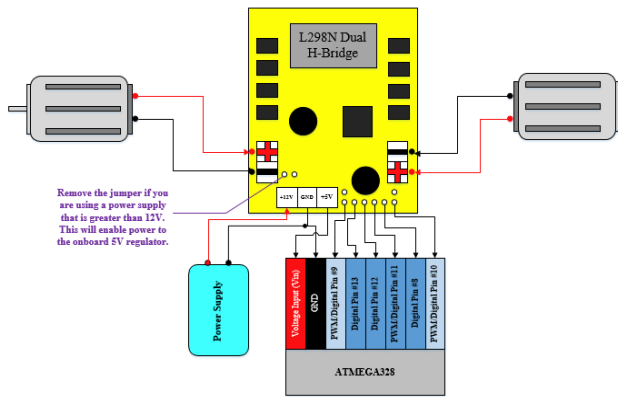 L298N Dual
H-Bridge
Remove the jumper if you
are using a power supply
that is greater than 12V.
This will enable power to
the onboard 5V regulator.
+12V
GND
+5V
Power Supply
Voltage Input (Vin)
GND
PWM/Digital Pin #9
Digital Pin #13
Digital Pin #12
PWM/Digital Pin #11
Digital Pin #8
PWM/Digital Pin #10
ATMEGA328